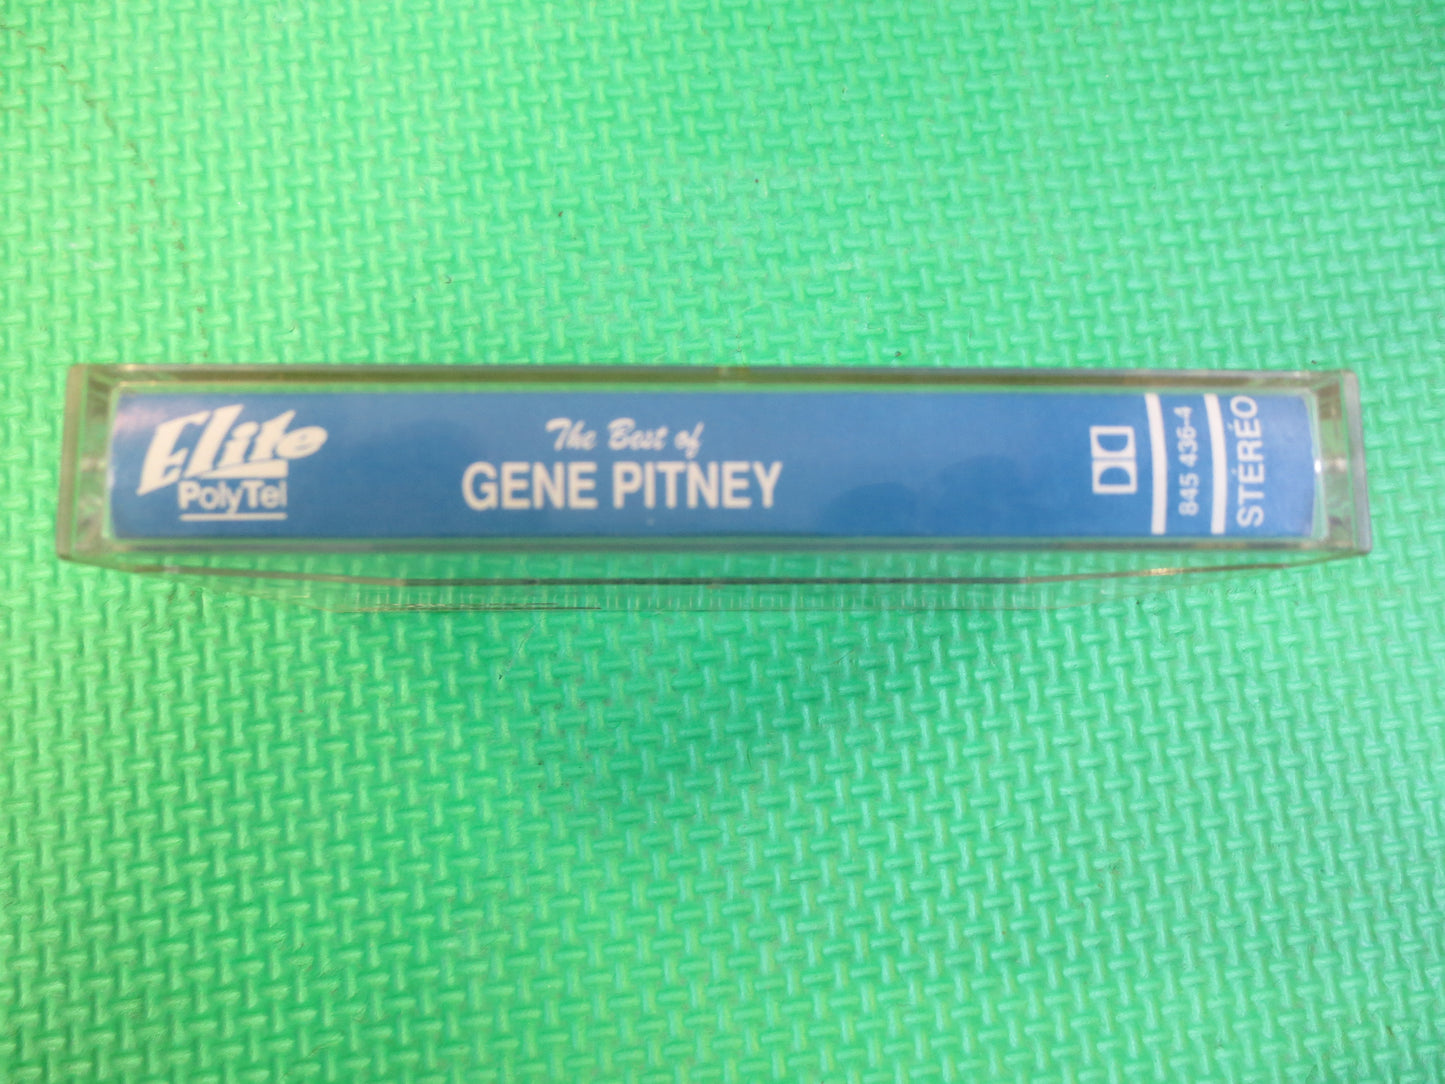 Elite
PolyTel
The Best of
GENE PITNEY
845 436-4
STÉRÉO